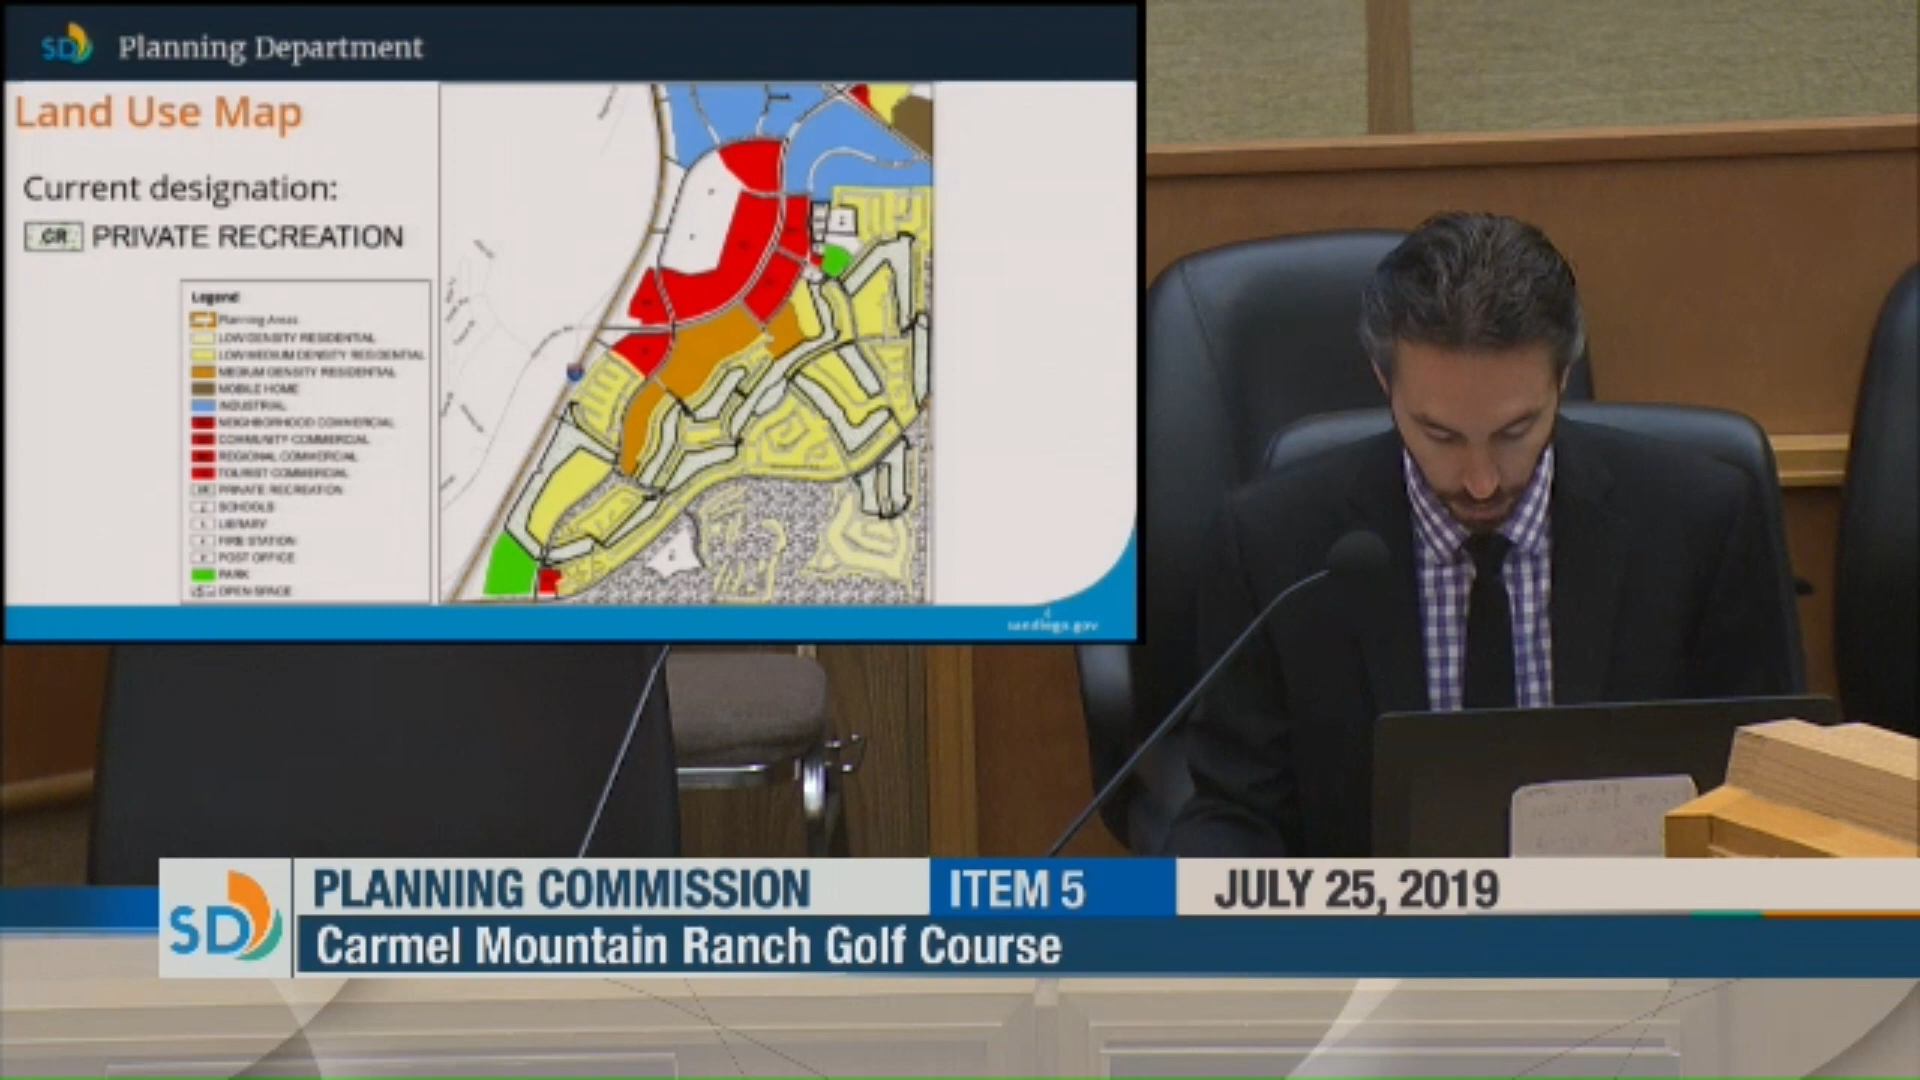 SD Planning Department
Land Use Map
Current designation:
CR PRIVATE RECREATION
Legend
Planning Areas
LOW DENSITY RESIDENTIAL
LOW MEDIUM DENSITY RESIDENTIAL
MEDIUM DENSITY RESIDENTIAL
MOBILE HOME
INDUSTRIAL
NEIGHBORHOOD COMMERCIAL
COMMUNITY COMMERCIAL
REGIONAL COMMERCIAL
TOURIST COMMERCIAL
PRIVATE RECREATION
SCHOOLS
LIBRARY
FIRE STATION
POST OFFICE
PARK
OPEN SPACE
sandiego.gov
SD
PLANNING COMMISSION ITEM 5 JULY 25, 2019
Carmel Mountain Ranch Golf Course